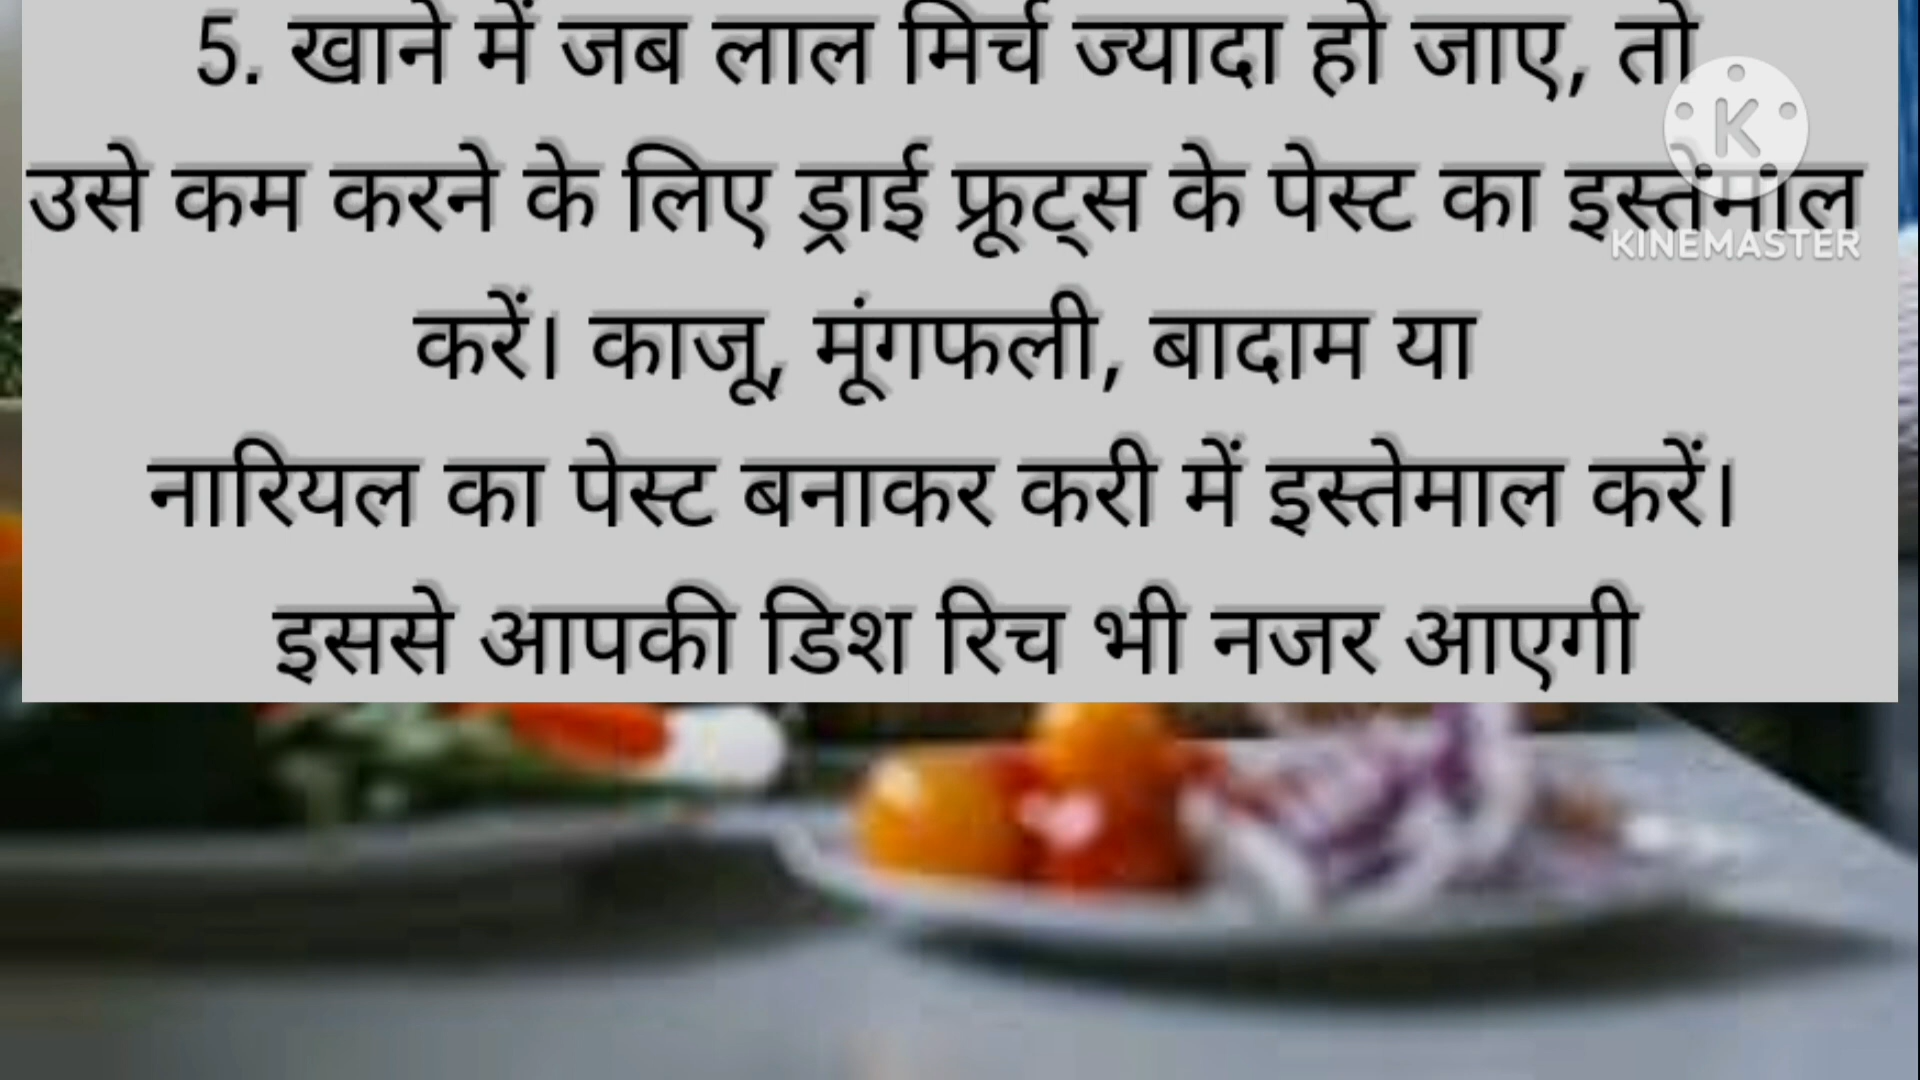 5. खाने में जब लाल मिर्च ज्यादा हो जाए, तो
उसे कम करने के लिए ड्राई फ्रूट्स के पेस्ट का इस्तेमाल
करें। काजू, मूंगफली, बादाम या
नारियल का पेस्ट बनाकर करी में इस्तेमाल करें।
इससे आपकी डिश रिच भी नजर आएगी
K
KINEMASTER